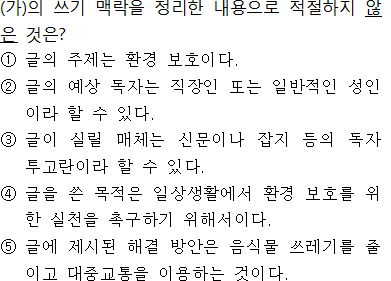 (가)의 쓰기 맥락을 정리한 내용으로 적절하지 않
은 것은?
① 글의 주제는 환경 보호이다.
② 글의 예상 독자는 직장인 또는 일반적인 성인
이라 할 수 있다.
③ 글이 실릴 매체는 신문이나 잡지 등의 독자
투고란이라 할 수 있다.
④ 글을 쓴 목적은 일상생활에서 환경 보호를 위
한 실천을 촉구하기 위해서이다.
⑤ 글에 제시된 해결 방안은 음식물 쓰레기를 줄
이고 대중교통을 이용하는 것이다.